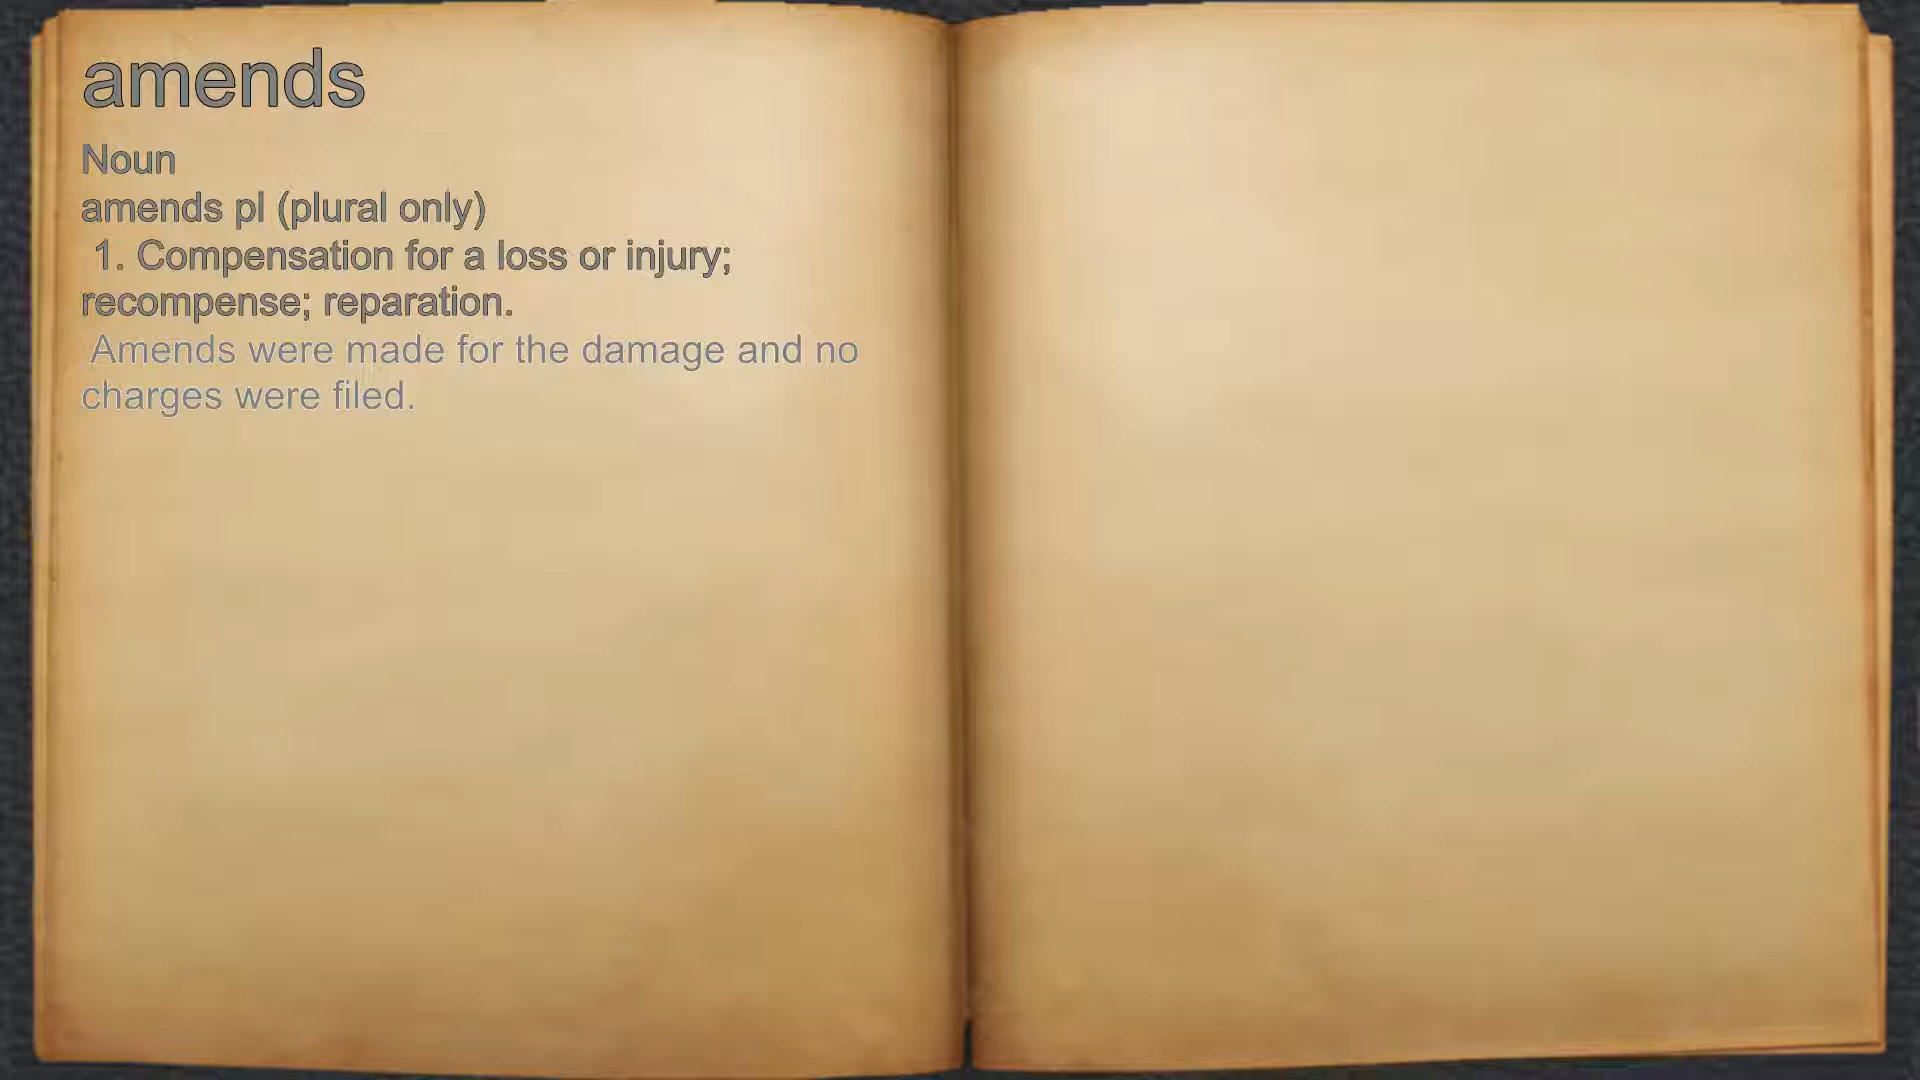 amends
Noun
amends pl (plural only)
1. Compensation for a loss or injury;
recompense; reparation.
Amends were made for the damage and no
charges were filed.